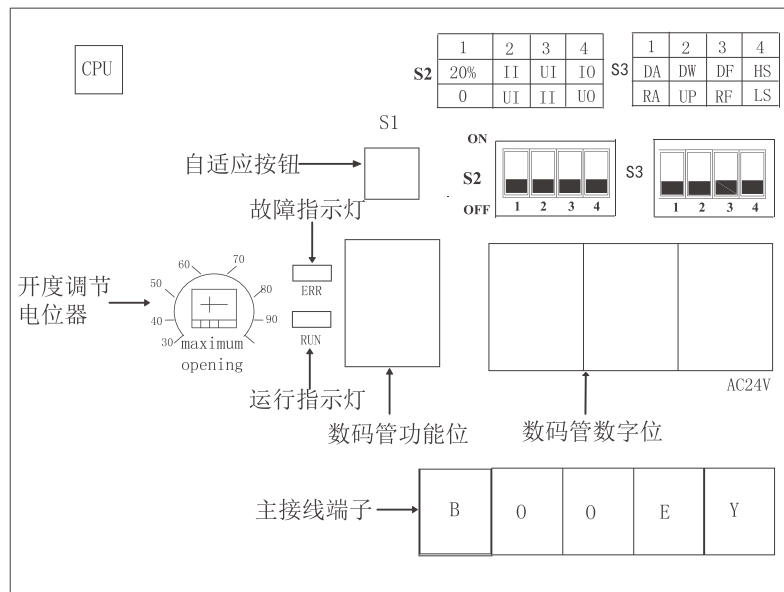 CPU
1 2 3 4
S2 20% II UI IO
0 UI II UO
1 2 3 4
S3 DA DW DF HS
RA UP RF LS
S1
自适应按钮
ON
S2
OFF
1 2 3 4
S3
1 2 3 4
故障指示灯
ERR
开度调节
电位器
30 40 50 60 70 80 90
maximum
opening
RUN
运行指示灯
数码管功能位
AC24V
数码管数字位
主接线端子
B O O E Y